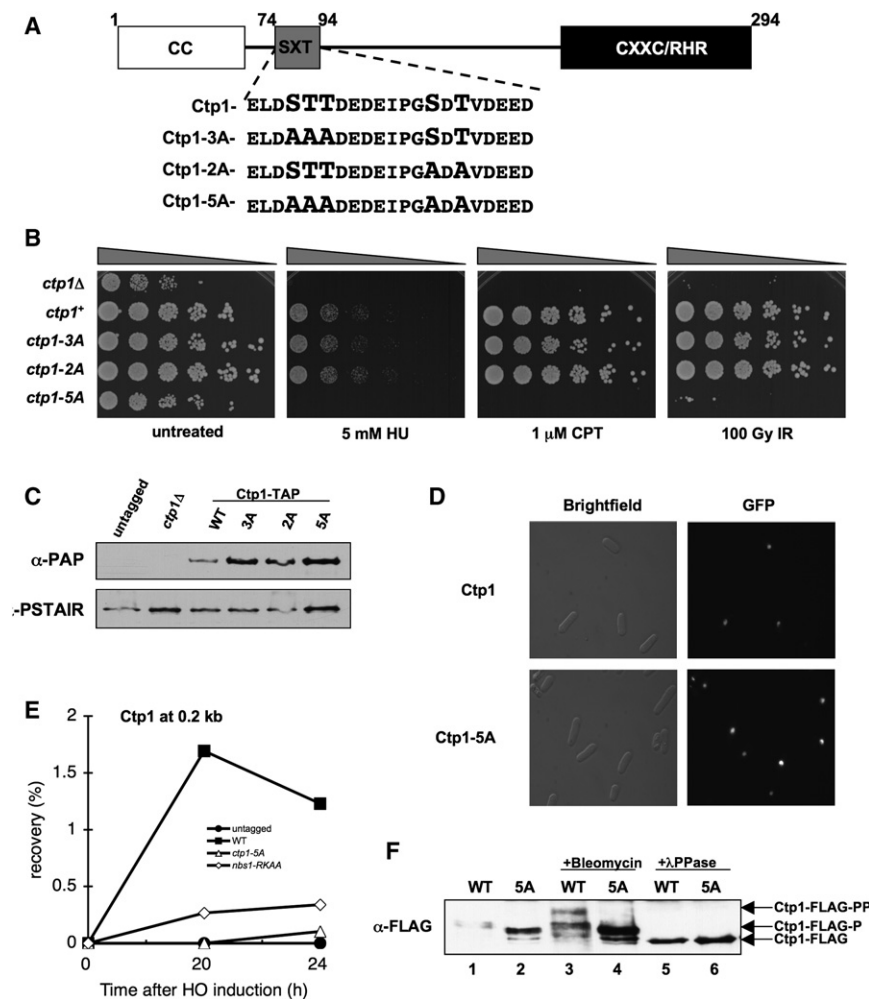 A
1 74 94 294
CC SXT CXXC/RHR
Ctp1- ELDSTTDEDEIPGSDTVDEED
Ctp1-3A- ELDAAADEDEIPGSDTVDEED
Ctp1-2A- ELDSTTDEDEIPGADAVDEED
Ctp1-5A- ELDAAADEDEIPGADAVDEED
B
ctp1Δ
ctp1+
ctp1-3A
ctp1-2A
ctp1-5A
untreated 5 mM HU 1 μM CPT 100 Gy IR
C
Ctp1-TAP
untagged ctp1Δ WT 3A 2A 5A
α-PAP
-PSTAIR
D
Brightfield GFP
Ctp1
Ctp1-5A
E
Ctp1 at 0.2 kb
2
1.5
1
0.5
0
recovery (%)
untagged
WT
ctp1-5A
nbs1-RKAA
0 20 24
Time after HO induction (h)
F
+Bleomycin +λPPase
WT 5A WT 5A WT 5A
α-FLAG
Ctp1-FLAG-PP
Ctp1-FLAG-P
Ctp1-FLAG
1 2 3 4 5 6